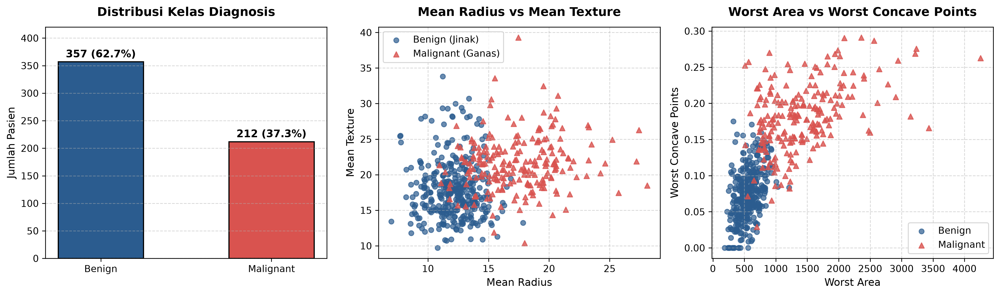 Distribusi Kelas Diagnosis
Jumlah Pasien
400
350
300
250
200
150
100
50
0
357 (62.7%)
212 (37.3%)
Benign
Malignant
Mean Radius vs Mean Texture
Mean Texture
40
35
30
25
20
15
10
Benign (Jinak)
Malignant (Ganas)
10 15 20 25
Mean Radius
Worst Area vs Worst Concave Points
Worst Concave Points
0.30
0.25
0.20
0.15
0.10
0.05
0.00
Benign
Malignant
0 500 1000 1500 2000 2500 3000 3500 4000
Worst Area